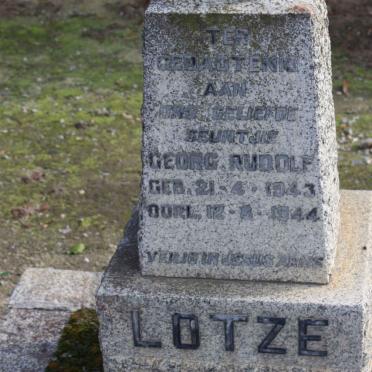 TER
GEDAGTENIS
AAN
ONS GELIEFDE
SEUNTJIE
GEORG RUDOLF
GEB. 21-4-1943
OORL. 12-8-1944
VEILIG IN JESUS ARMS
LOTZE